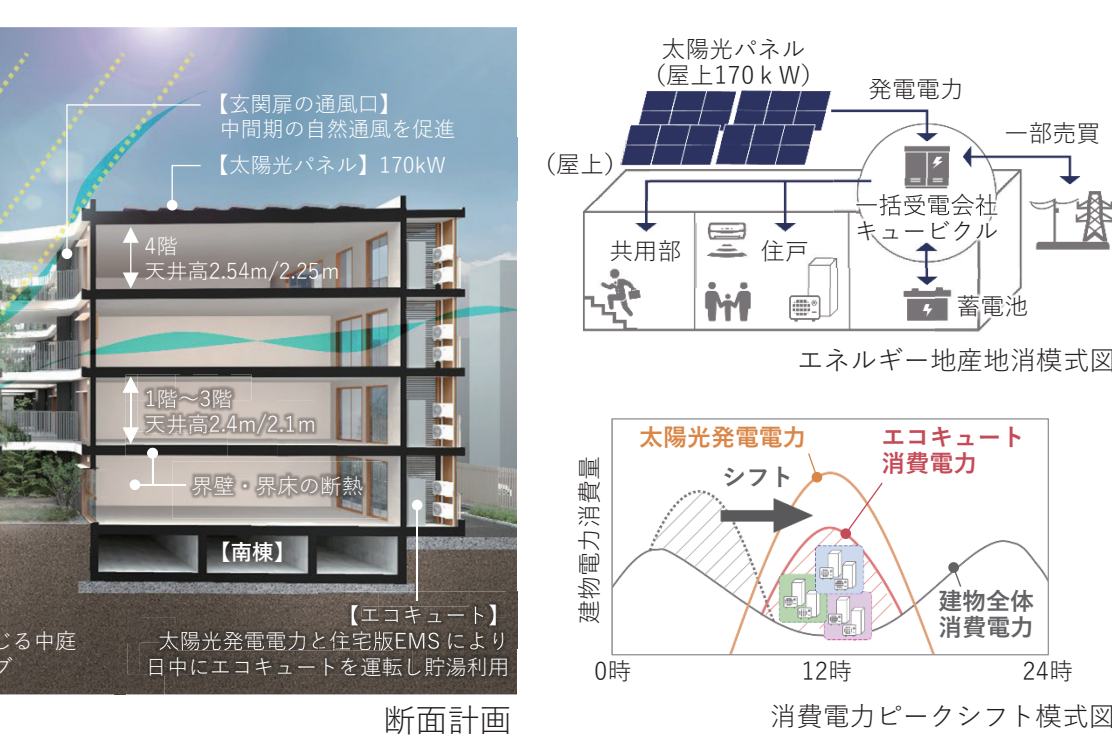 【玄関扉の通風口】
中間期の自然通風を促進
【太陽光パネル】170kW
4階
天井高2.54m/2.25m
1階〜3階
天井高2.4m/2.1m
界壁・界床の断熱
【南棟】
【エコキュート】
太陽光発電電力と住宅版EMSにより
日中にエコキュートを運転し貯湯利用
じる中庭
ブ
断面計画
太陽光パネル
(屋上170ｋW)
発電電力
一部売買
(屋上)
一括受電会社
キュービクル
共用部
住戸
蓄電池
エネルギー地産地消模式図
建物電力消費量
太陽光発電電力
エコキュート
消費電力
シフト
建物全体
消費電力
0時
12時
24時
消費電力ピークシフト模式図